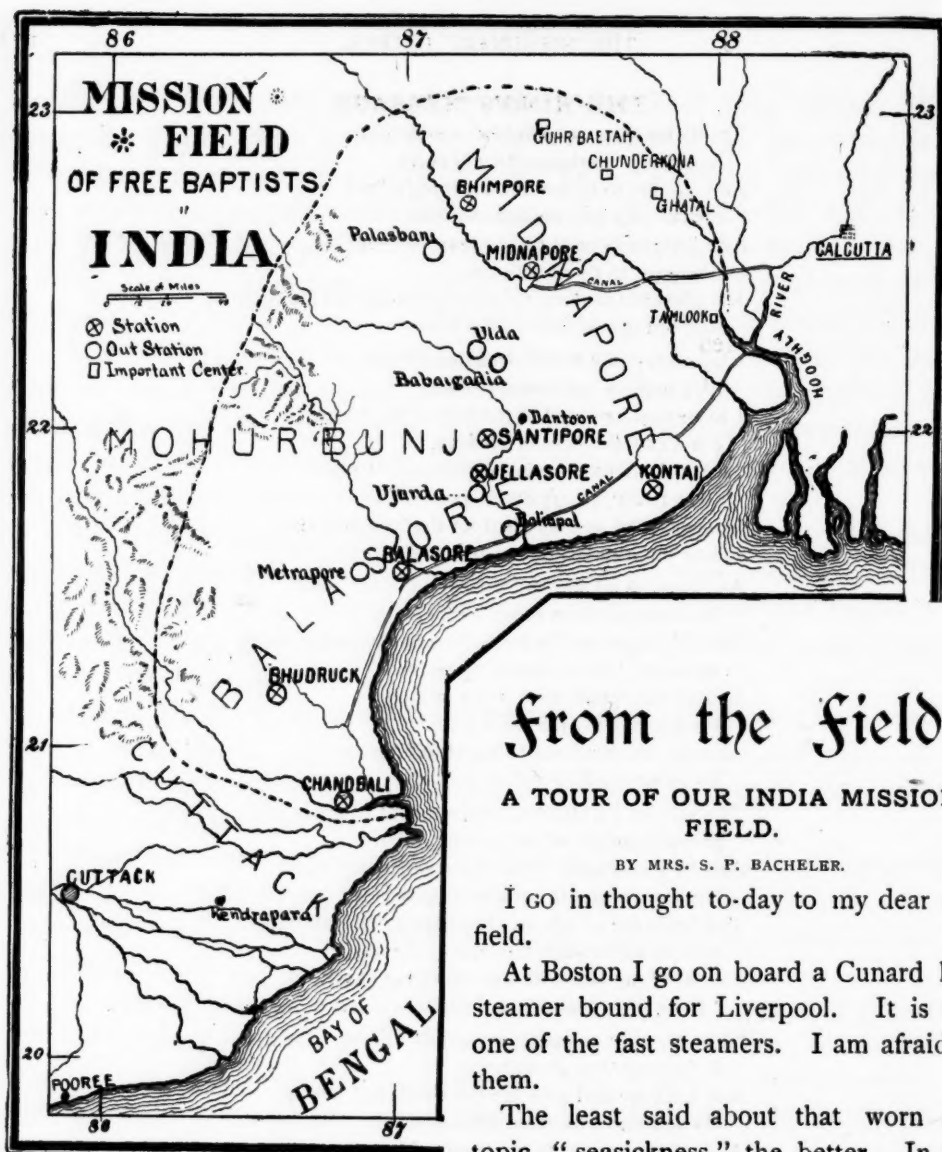 86 87 88
23 23
MISSION
FIELD
OF FREE BAPTISTS
"
INDIA
Scale of Miles
Station
Out Station
Important Center.
GUHR BAETAH
CHUNDERKONA
GHATAL
BHIMPORE
Palasbani
MIDNAPORE
CANAL
CALCUTTA
TAMLOOK
HOOGHLY RIVER
MIDNAPORE
Ulda
Babaigadia
Dantoon
22 22
SANTIPORE
MOHURBUNJ
JELLASORE
KONTAI
Ujurda
CANAL
BALASORE
Metrapore
BALASORE
BHUDRUCK
21
CHANDBALI
CUTTACK
CUTTACK
Kendrapara
BAY OF
BENGAL
20
POOREE
86 87
From the Field
A TOUR OF OUR INDIA MISSION
FIELD.
BY MRS. S. P. BACHELER.
I GO in thought to-day to my dear
field.
At Boston I go on board a Cunard
steamer bound for Liverpool. It is
one of the fast steamers. I am afraid
them.
The least said about that worn
topic, "seasickness," the better. In